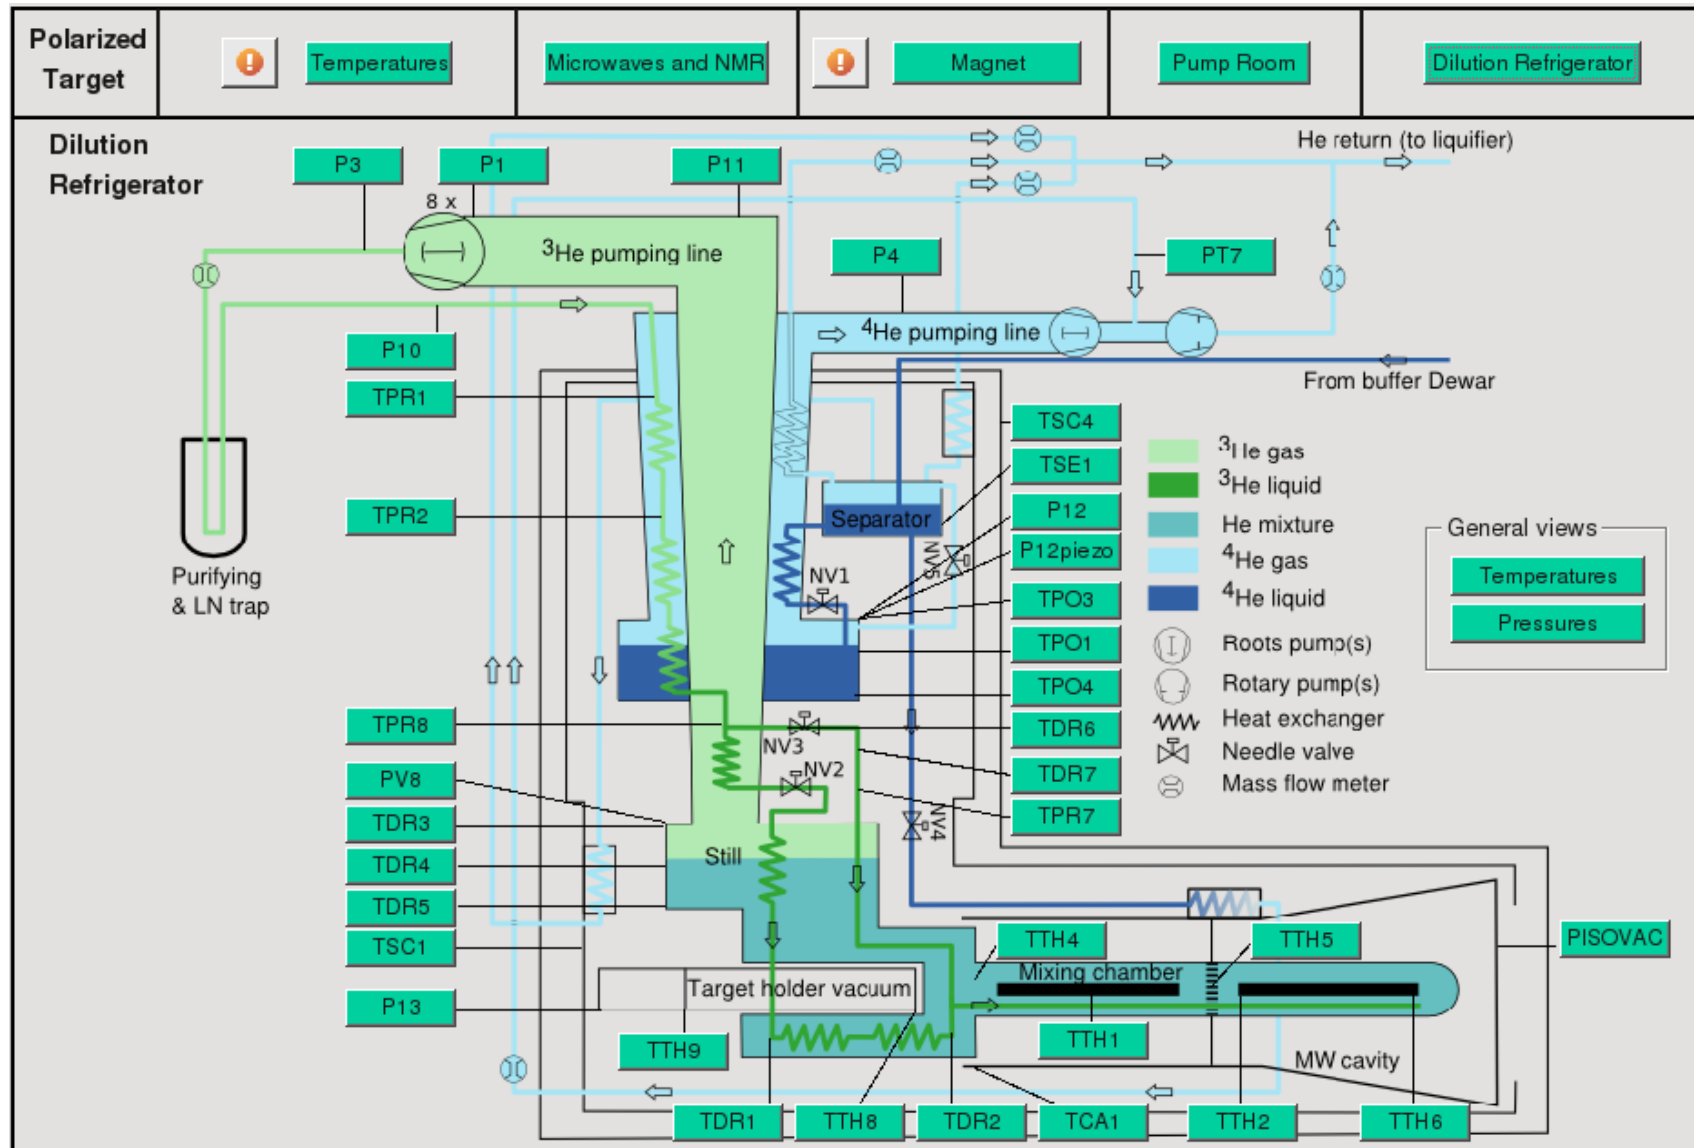 Polarized
Target
Temperatures
Microwaves and NMR
Magnet
Pump Room
Dilution Refrigerator
Dilution
Refrigerator
He return (to liquifier)
P3
P1
P11
8 x
3He pumping line
P4
PT7
4He pumping line
P10
From buffer Dewar
TPR1
TSC4
3He gas
TSE1
3He liquid
TPR2
P12
Separator
He mixture
General views
P12piezo
NV5
4He gas
Temperatures
Purifying
& LN trap
NV1
TPO3
4He liquid
Pressures
TPO1
Roots pump(s)
TPO4
Rotary pump(s)
TPR8
TDR6
Heat exchanger
NV3
Needle valve
PV8
NV2
TDR7
Mass flow meter
TDR3
TPR7
NV4
Still
TDR4
TDR5
TSC1
TTH4
TTH5
PISOVAC
Mixing chamber
P13
Target holder vacuum
TTH9
TTH1
MW cavity
TDR1
TTH8
TDR2
TCA1
TTH2
TTH6